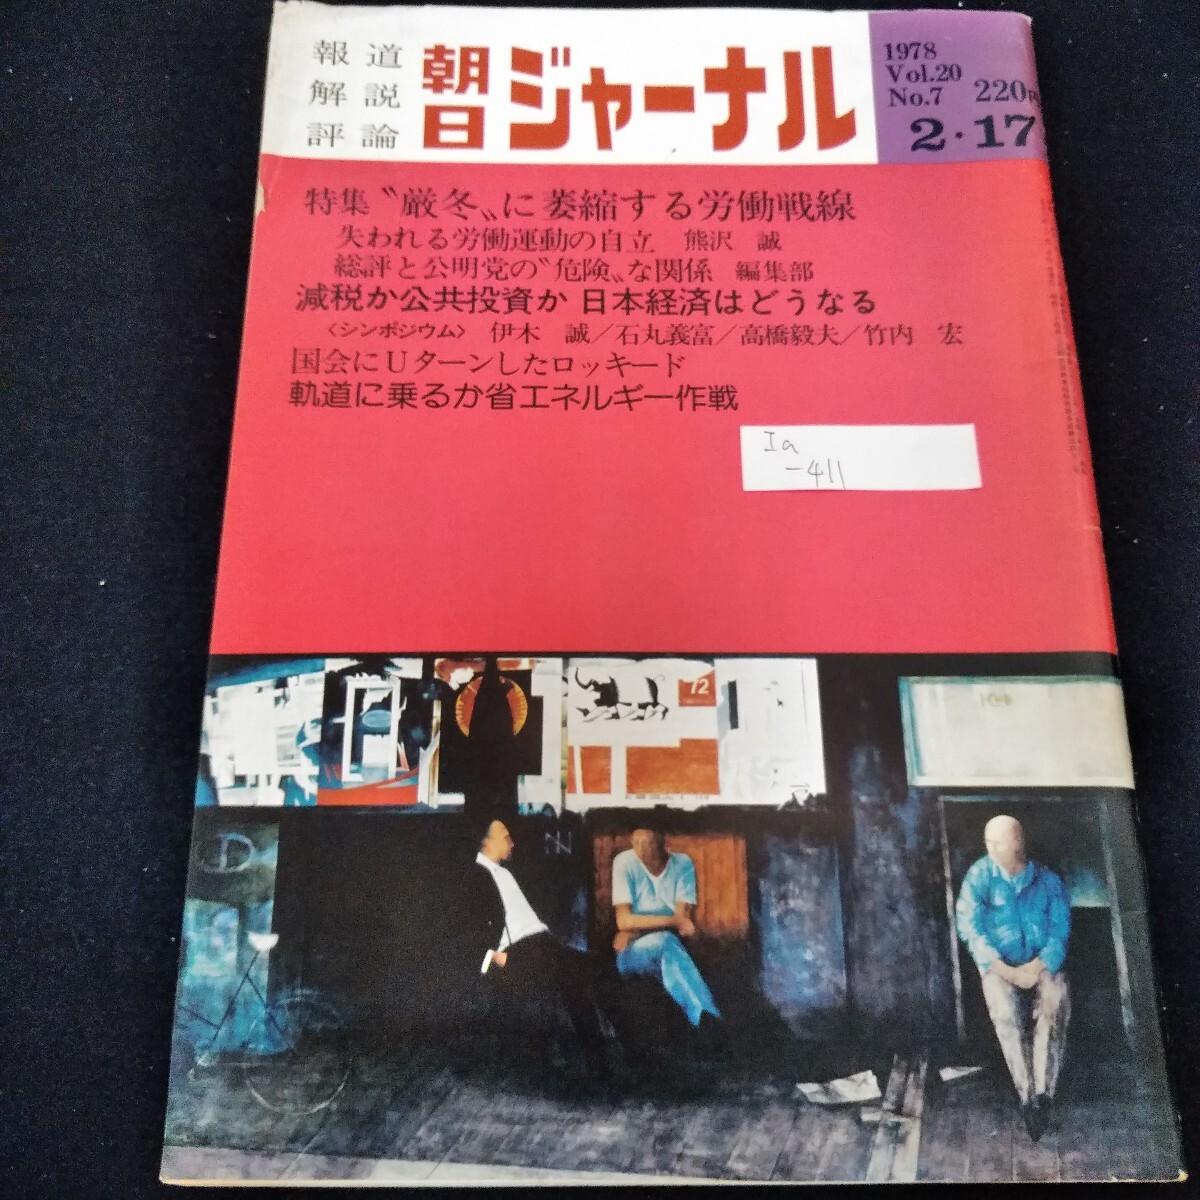 報道
解説
評論
朝日ジャーナル
1978
Vol.20
No.7 220円
2・17
特集〝厳冬〟に萎縮する労働戦線
失われる労働運動の自立 熊沢 誠
総評と公明党の〝危険〟な関係 編集部
減税か公共投資か 日本経済はどうなる
〈シンポジウム〉 伊木 誠/石丸義富/高橋毅夫/竹内 宏
国会にUターンしたロッキード
軌道に乗るか省エネルギー作戦
Ia
-411
72
D
N